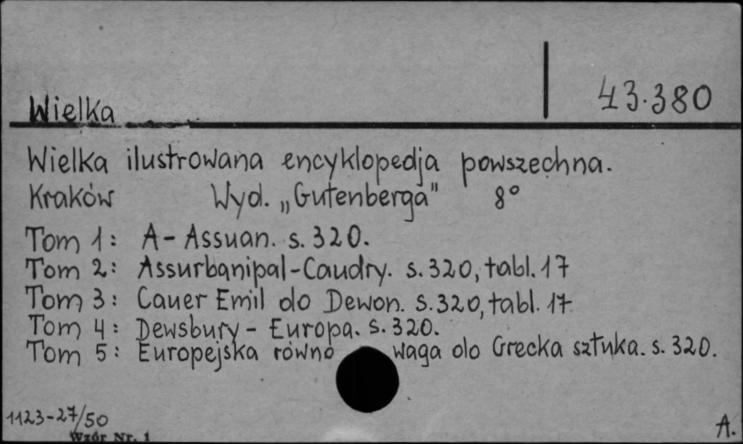 Wielka
43.380
Wielka ilustrowana encyklopedja powszechna.
Kraków Wyd. „Gutenberga" 8°
Tom 1: A-Assuan. s. 320.
Tom 2: Assurbanipal-Caudry. s. 320, tabl. 17
Tom 3: Cauer Emil do Dewon. s. 320, tabl. 17
Tom 4: Dewsbury - Europa. s. 320.
Tom 5: Europejska równo waga do Grecka sztuka. s. 320.
1123-27/50
Wzór Nr. 1
A.